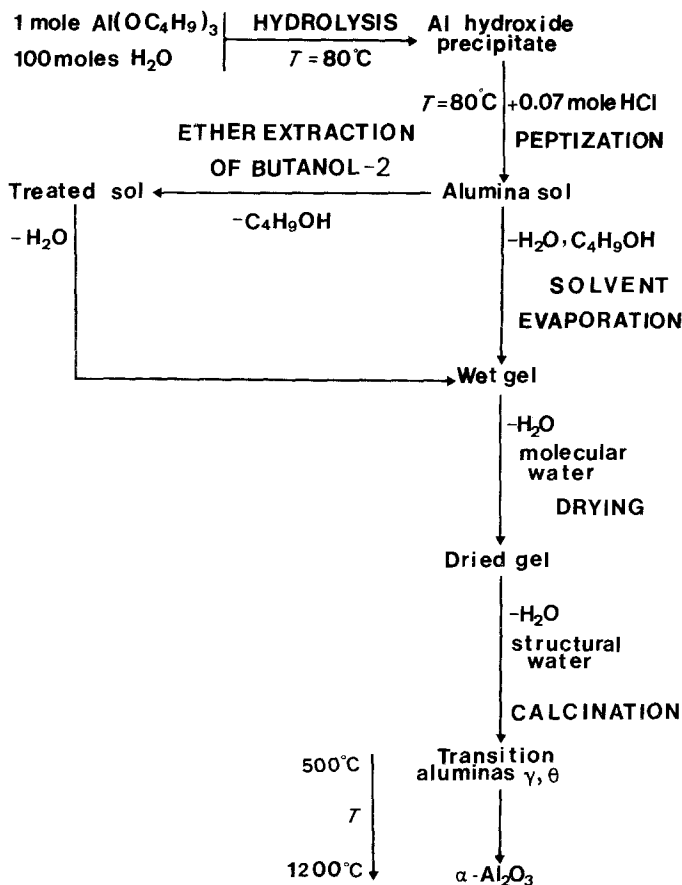 1 mole Al(OC₄H₉)₃
100 moles H₂O
HYDROLYSIS
T = 80°C
Al hydroxide
precipitate
T = 80°C
+0.07 mole HCl
PEPTIZATION
ETHER EXTRACTION
OF BUTANOL-2
Treated sol
Alumina sol
-C₄H₉OH
-H₂O
-H₂O, C₄H₉OH
SOLVENT
EVAPORATION
Wet gel
-H₂O
molecular
water
DRYING
Dried gel
-H₂O
structural
water
CALCINATION
500°C
Transition
aluminas γ, θ
T
1200°C
α-Al₂O₃